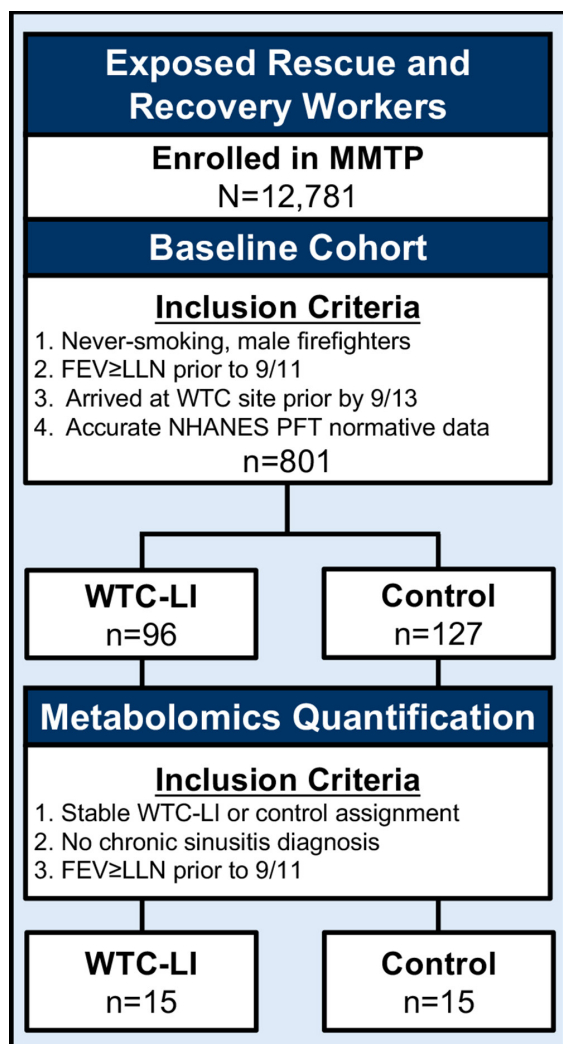 Exposed Rescue and
Recovery Workers
Enrolled in MMTP
N=12,781
Baseline Cohort
Inclusion Criteria
1. Never-smoking, male firefighters
2. FEV≥LLN prior to 9/11
3. Arrived at WTC site prior by 9/13
4. Accurate NHANES PFT normative data
n=801
WTC-LI
n=96
Control
n=127
Metabolomics Quantification
Inclusion Criteria
1. Stable WTC-LI or control assignment
2. No chronic sinusitis diagnosis
3. FEV≥LLN prior to 9/11
WTC-LI
n=15
Control
n=15